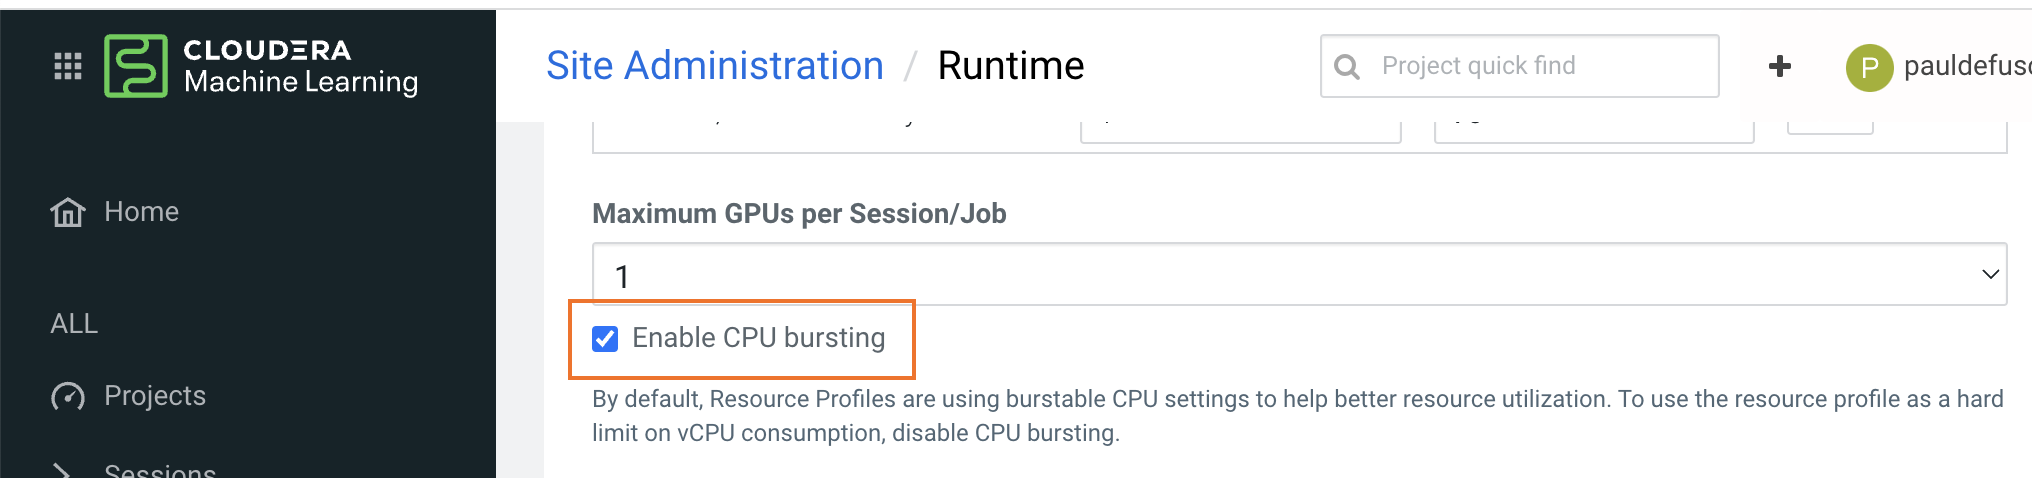 CLOUDERA
Machine Learning
Site Administration / Runtime
Project quick find
P
Home
ALL
Projects
Sessions
Maximum GPUs per Session/Job
1
Enable CPU bursting
By default, Resource Profiles are using burstable CPU settings to help better resource utilization. To use the resource profile as a hard
limit on vCPU consumption, disable CPU bursting.